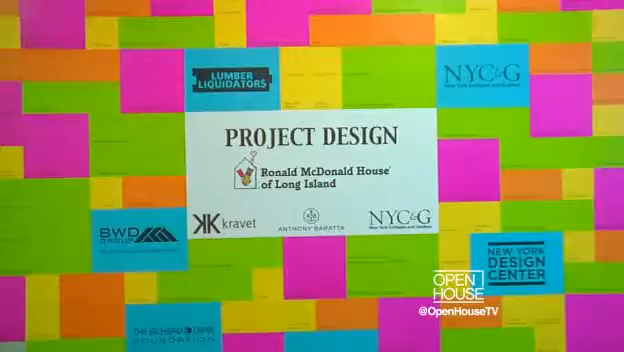 LUMBER
LIQUIDATORS
NYC&G
New York Cottages and Gardens
PROJECT DESIGN
Ronald McDonald House
of Long Island
kravet
ANTHONY BARATTA
NYC&G
New York Cottages and Gardens
BWD
GROUP
NEW YORK
DESIGN
CENTER
OPEN
HOUSE
@OpenHouseTV
FOUNDATION